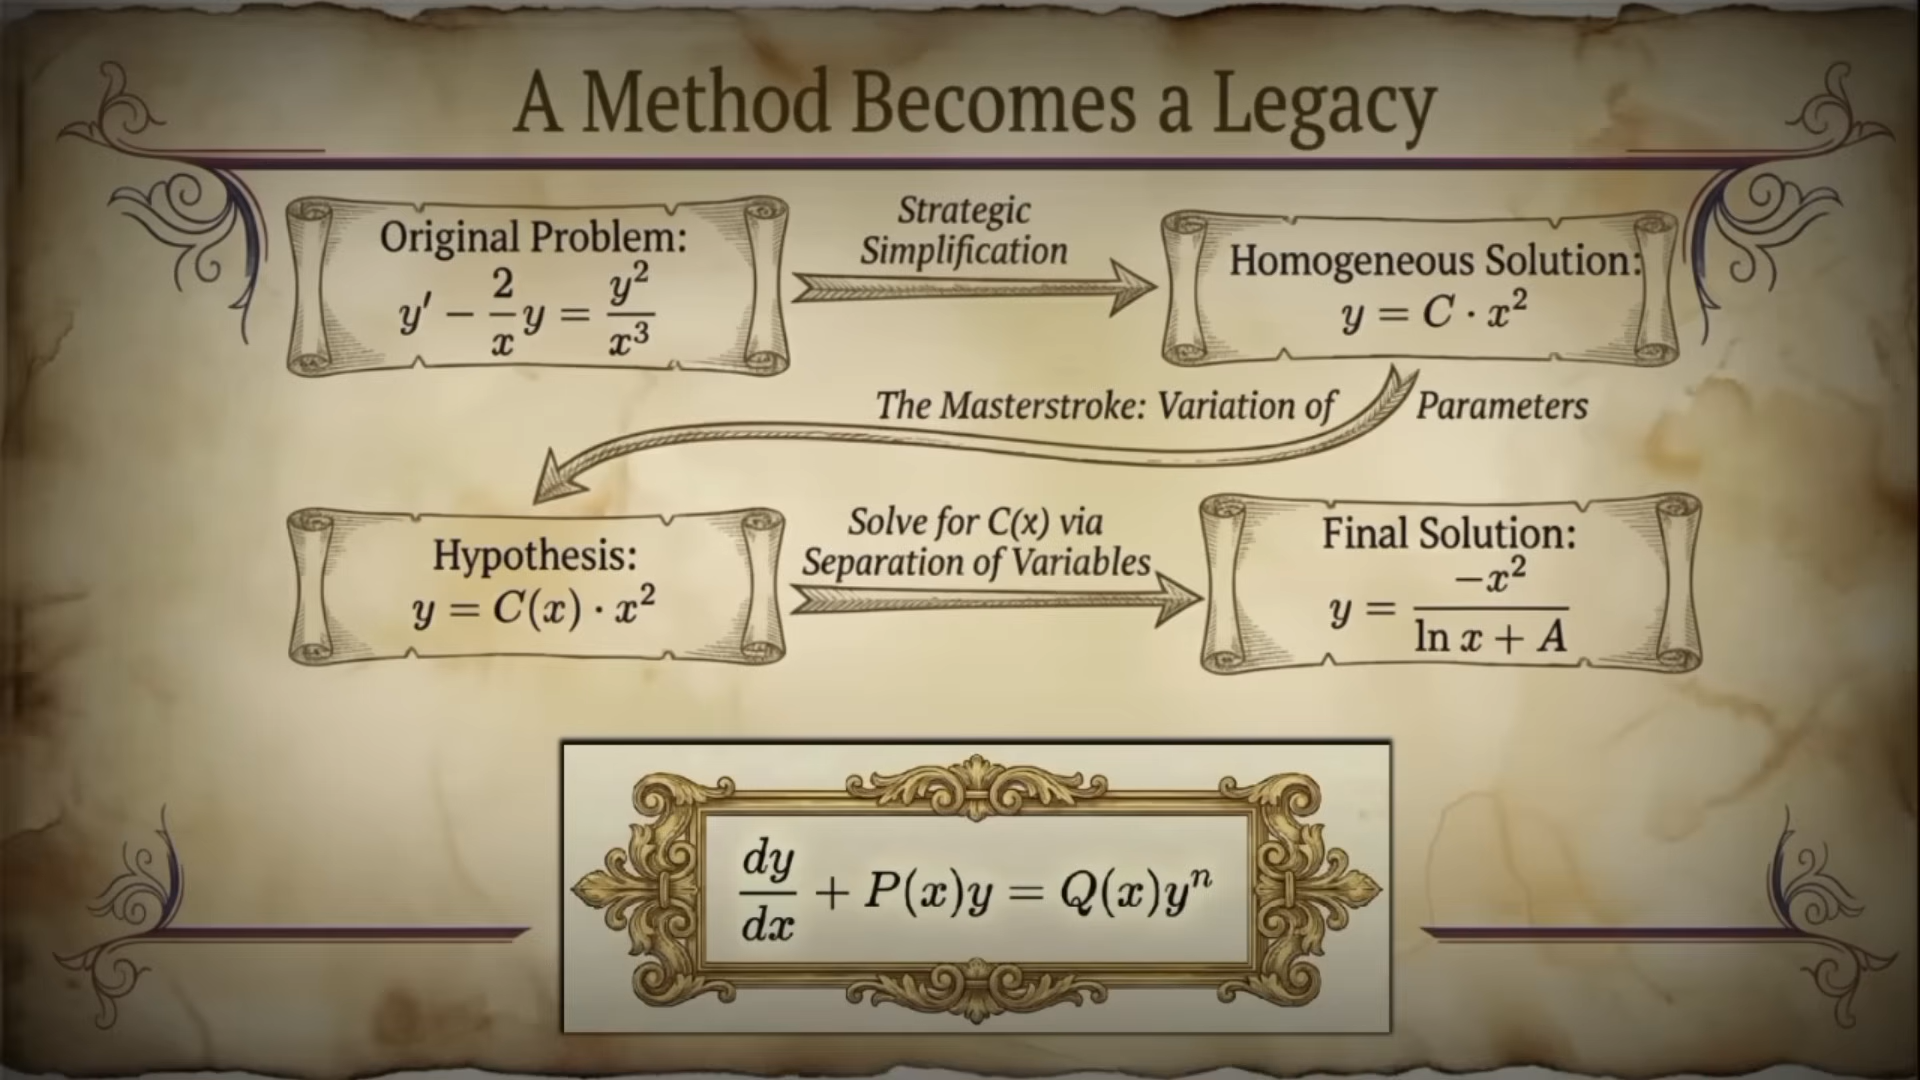 A Method Becomes a Legacy
Original Problem:
y′ − 2/x y = y²/x³
Strategic
Simplification
Homogeneous Solution:
y = C · x²
The Masterstroke: Variation of Parameters
Hypothesis:
y = C(x) · x²
Solve for C(x) via
Separation of Variables
Final Solution:
y = −x²/(ln x + A)
dy/dx + P(x)y = Q(x)yⁿ